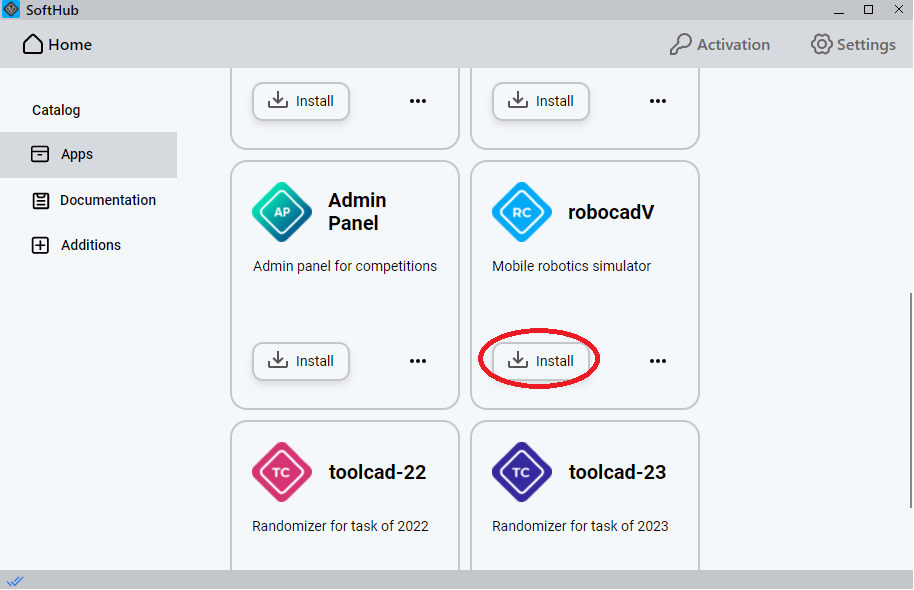 SoftHub
Home
Activation
Settings
Catalog
Apps
Documentation
Additions
Install
Install
AP
Admin
Panel
Admin panel for competitions
Install
RC
robocadV
Mobile robotics simulator
Install
TC
toolcad-22
Randomizer for task of 2022
TC
toolcad-23
Randomizer for task of 2023